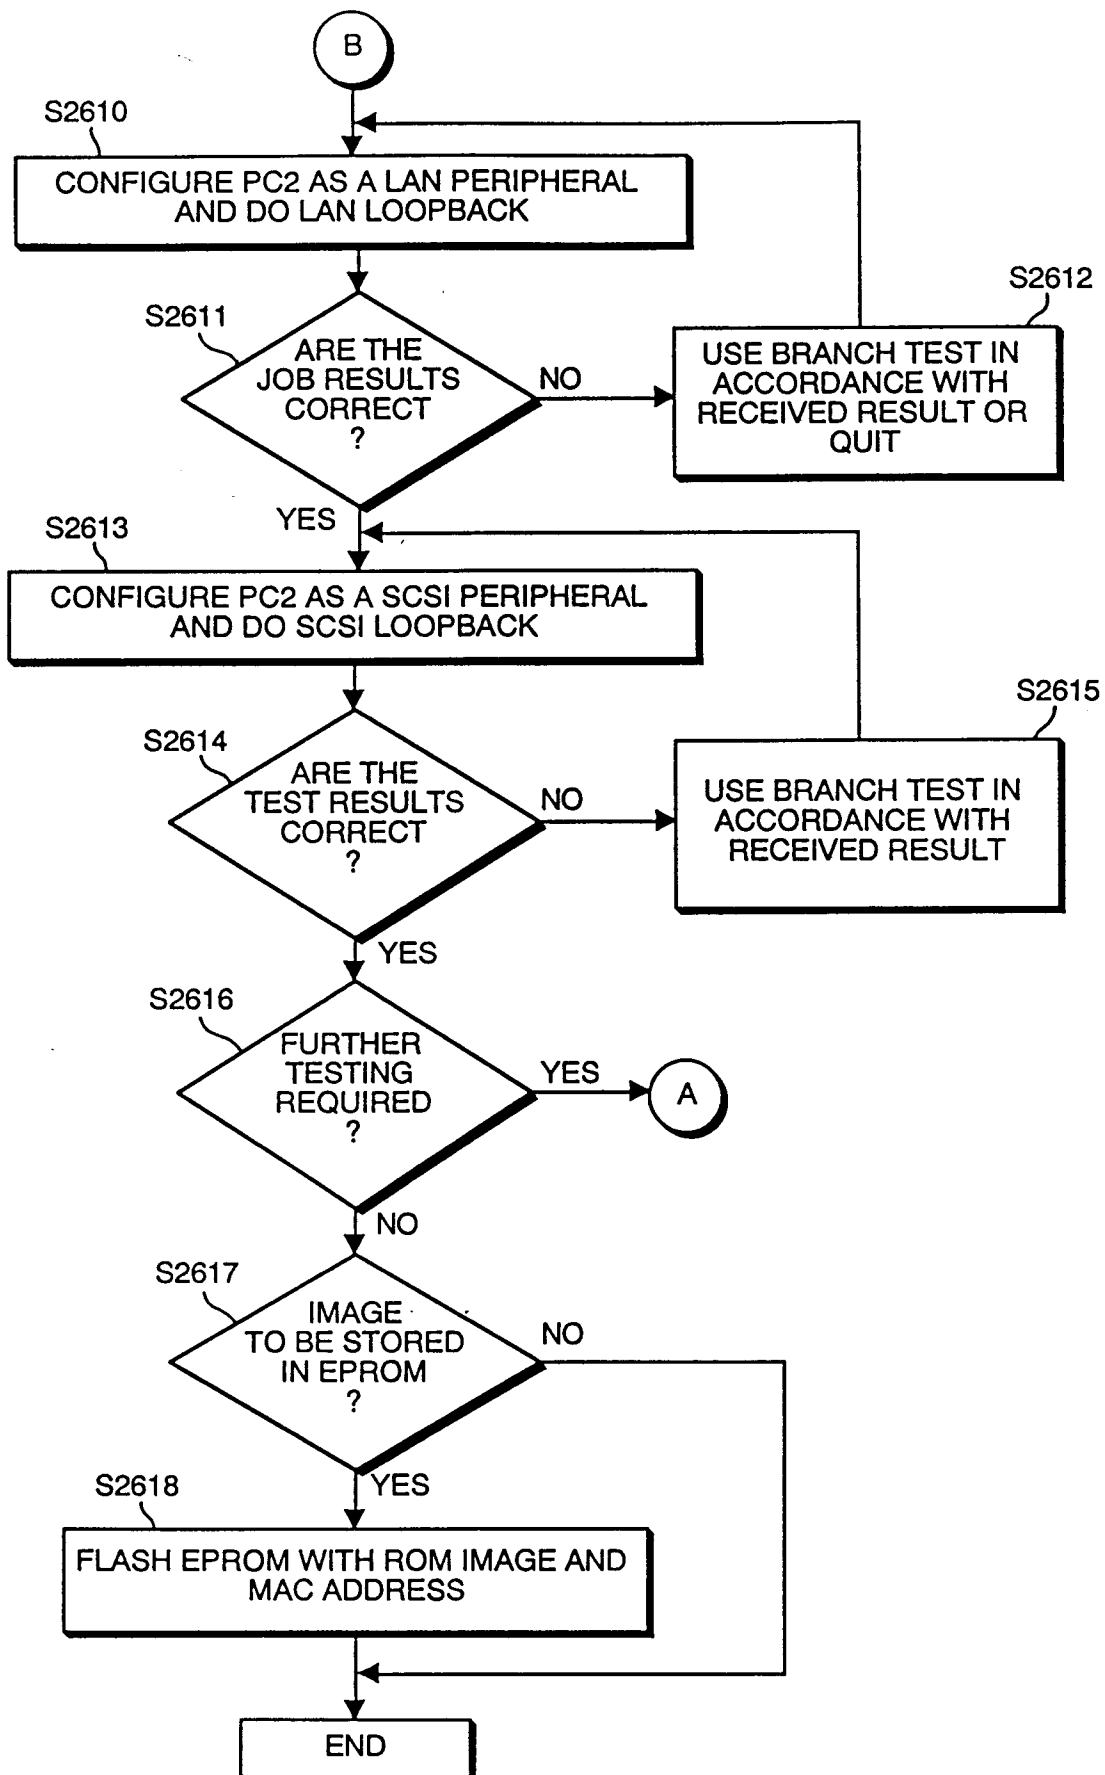 B
S2610
CONFIGURE PC2 AS A LAN PERIPHERAL
AND DO LAN LOOPBACK
S2611
ARE THE
JOB RESULTS
CORRECT
?
NO
S2612
USE BRANCH TEST IN
ACCORDANCE WITH
RECEIVED RESULT OR
QUIT
YES
S2613
CONFIGURE PC2 AS A SCSI PERIPHERAL
AND DO SCSI LOOPBACK
S2614
ARE THE
TEST RESULTS
CORRECT
?
NO
S2615
USE BRANCH TEST IN
ACCORDANCE WITH
RECEIVED RESULT
YES
S2616
FURTHER
TESTING
REQUIRED
?
YES
A
NO
S2617
IMAGE
TO BE STORED
IN EPROM
?
NO
YES
S2618
FLASH EPROM WITH ROM IMAGE AND
MAC ADDRESS
END